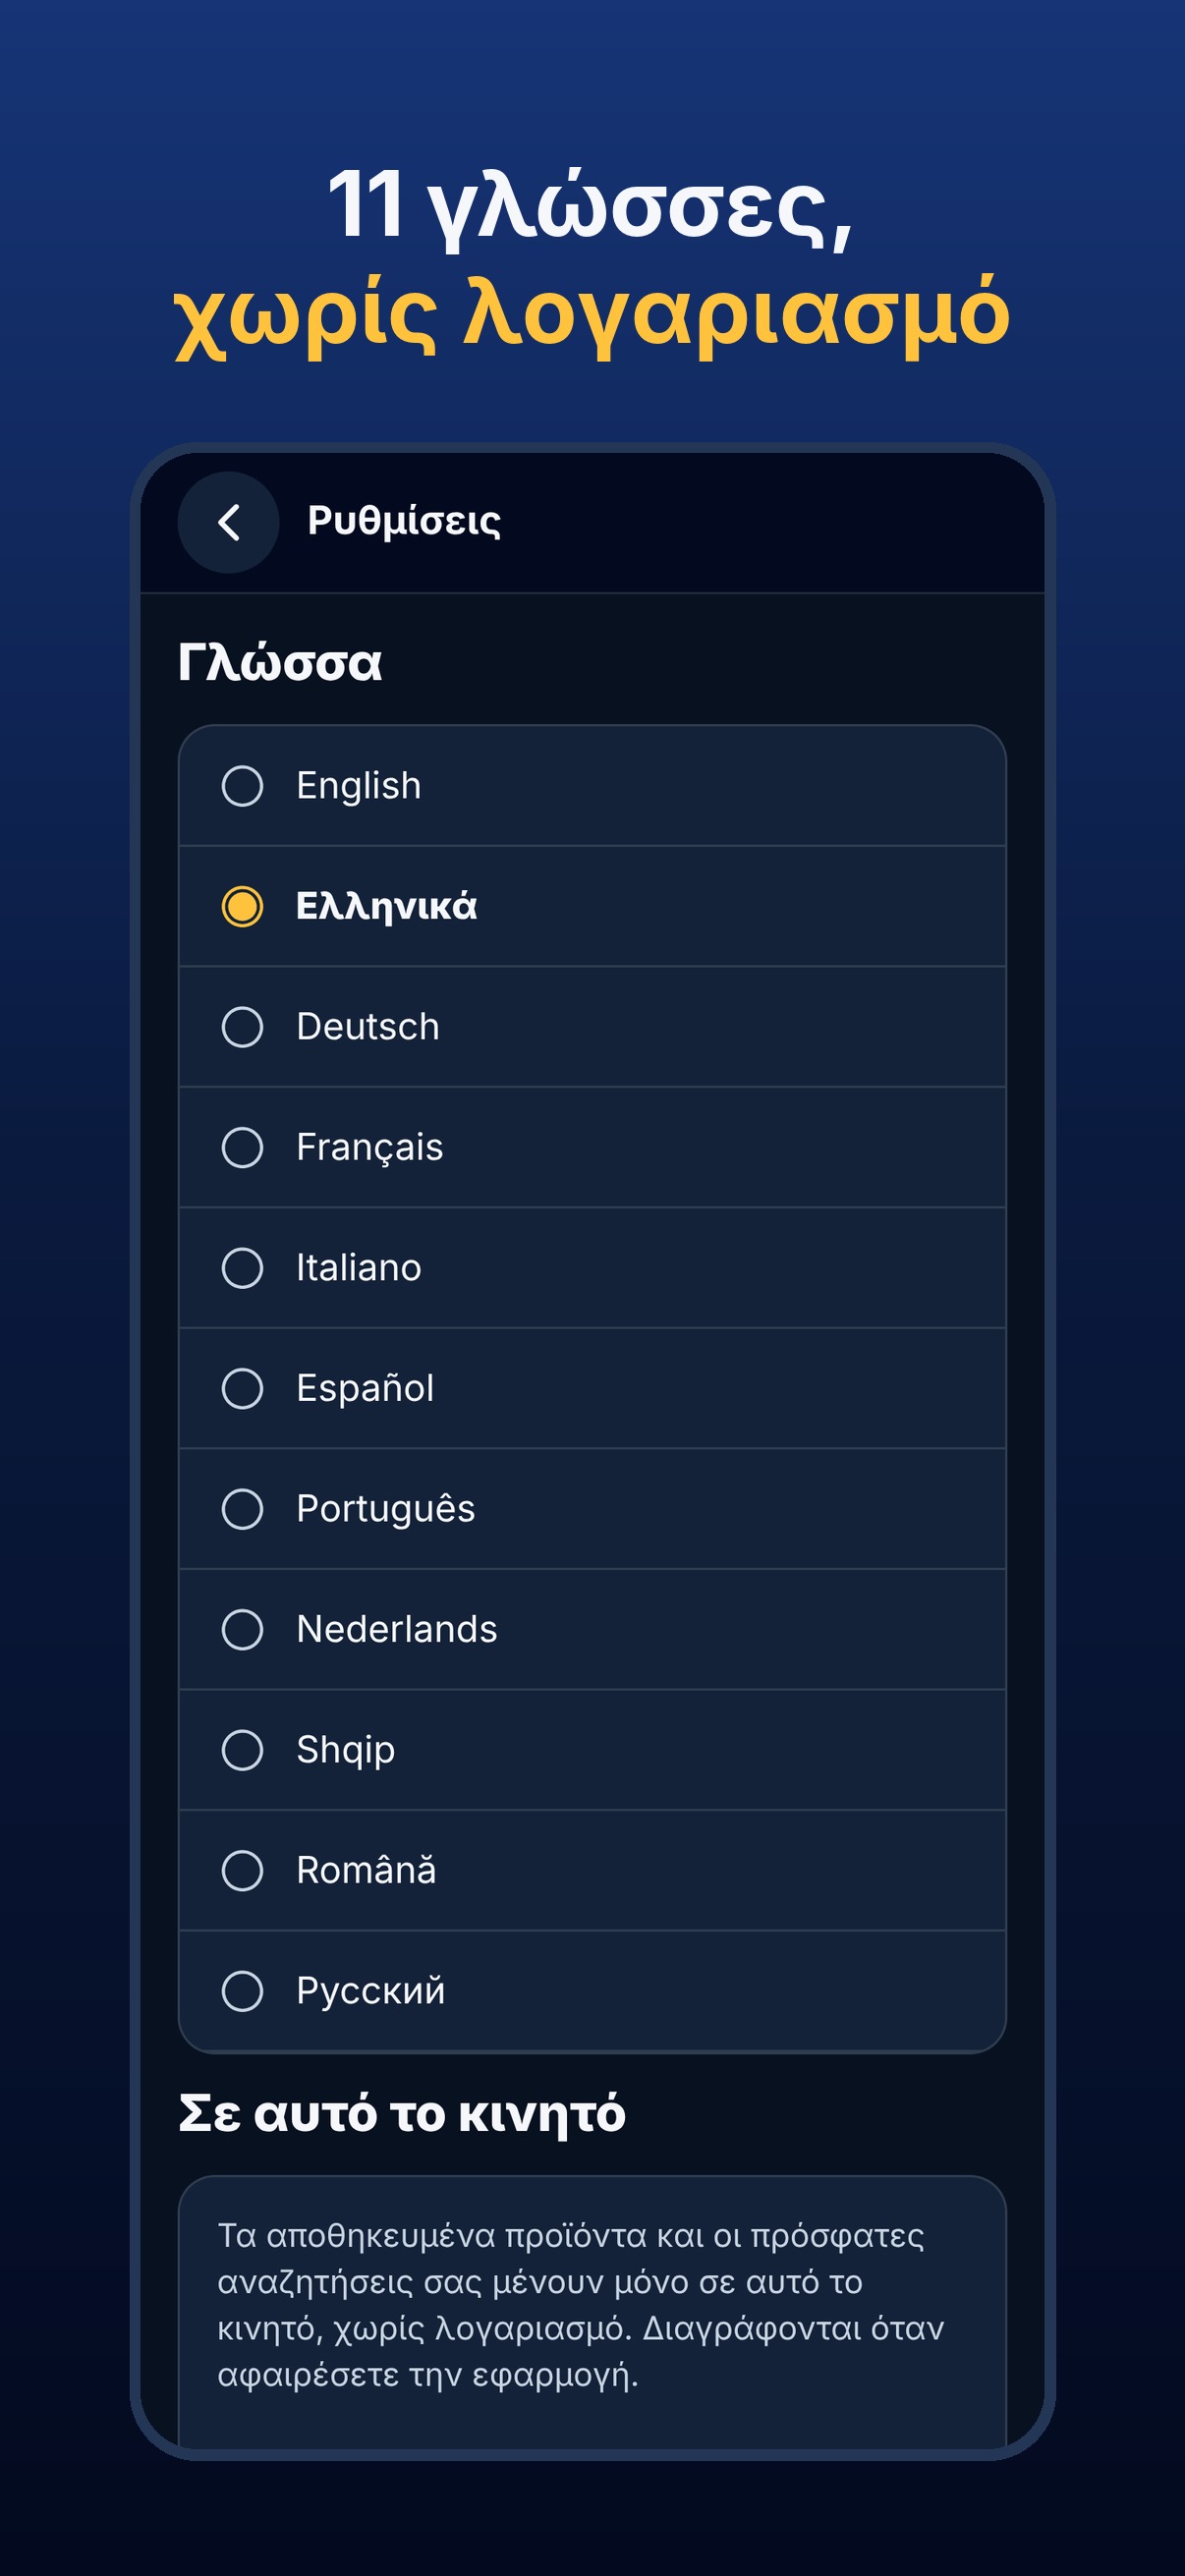 11 γλώσσες,
χωρίς λογαριασμό
Ρυθμίσεις
Γλώσσα
English
Ελληνικά
Deutsch
Français
Italiano
Español
Português
Nederlands
Shqip
Română
Русский
Σε αυτό το κινητό
Τα αποθηκευμένα προϊόντα και οι πρόσφατες
αναζητήσεις σας μένουν μόνο σε αυτό το
κινητό, χωρίς λογαριασμό. Διαγράφονται όταν
αφαιρέσετε την εφαρμογή.